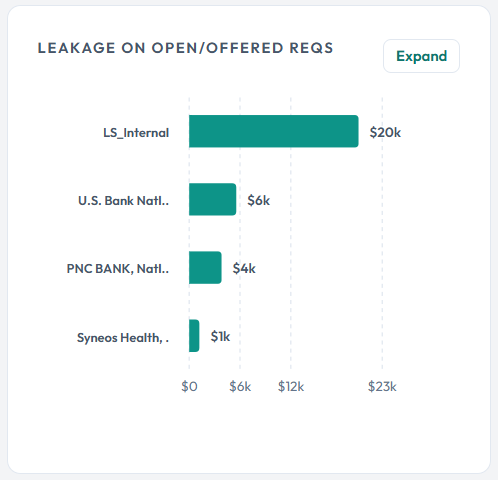 LEAKAGE ON OPEN/OFFERED REQS
Expand
LS_Internal
$20k
U.S. Bank Natl..
$6k
PNC BANK, Natl..
$4k
Syneos Health, .
$1k
$0 $6k $12k $23k